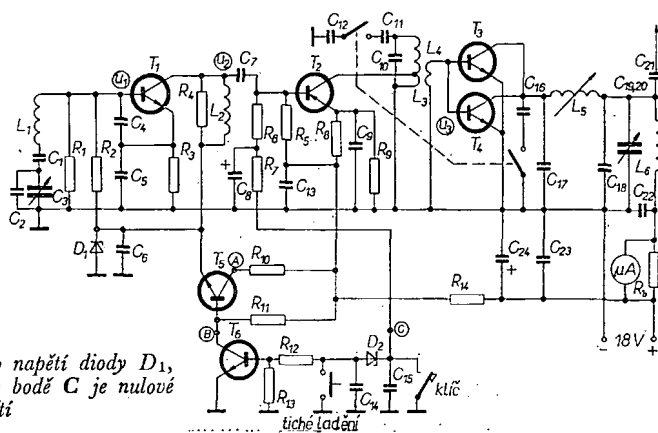 C12
C11
T1
U2
C7
T2
C10
L4
T3
C21
U1
R4
L2
L3
C16
C19,20
L1
C4
U3
T4
L5
R1
R2
R6
R5
R8
C9
R9
C1
C5
R3
R7
C17
C18
L6
C2
C3
C8
C13
C22
D1
C6
C24
C23
μA
T5
A
R10
R14
Rb
R11
B
T6
C
D2
- 18V +
napětí diody D1,
R12
bodě C je nulové
C15
klíč
tí
R13
C14
tiché ladění